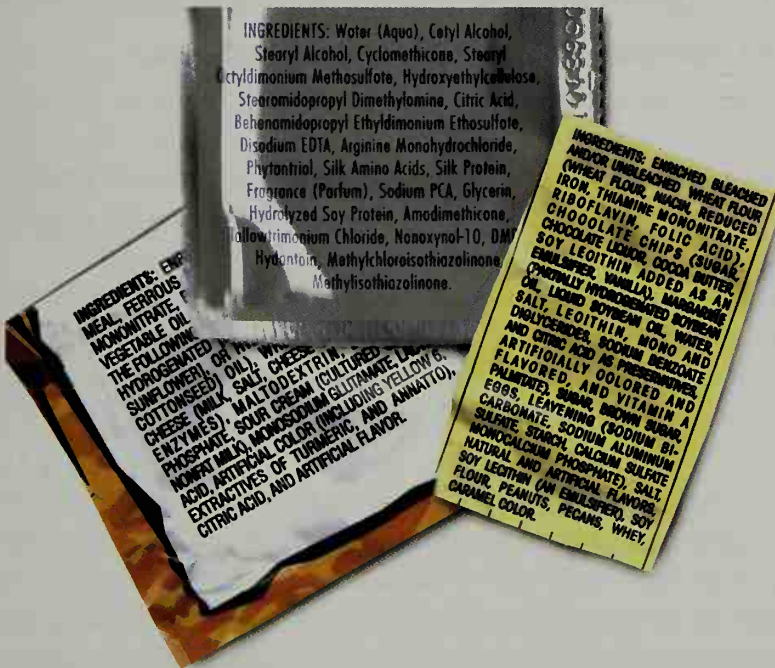 INGREDIENTS: Water (Aqua), Cetyl Alcohol,
Stearyl Alcohol, Cyclomethicone, Stearyl
Octyldimonium Methosulfate, Hydroxyethylcellulose,
Stearamidopropyl Dimethylamine, Citric Acid,
Behenamidopropyl Ethyldimonium Ethosulfate,
Disodium EDTA, Arginine Monohydrochloride,
Phytantriol, Silk Amino Acids, Silk Protein,
Fragrance (Parfum), Sodium PCA, Glycerin,
Hydrolyzed Soy Protein, Amodimethicone,
Tallowtrimonium Chloride, Nonoxynol-10, DMDM
Hydantoin, Methylchloroisothiazolinone,
Methylisothiazolinone.
INGREDIENTS:
MEAL, FERROUS
MONONITRATE,
VEGETABLE OIL
THE FOLLOWING
HYDROGENATED
SUNFLOWER), OR
COTTONSEED) OIL),
CHEESE (MILK, SALT, CHEESE
ENZYMES), MALTODEXTRIN,
PHOSPHATE, SOUR CREAM (CULTURED
NONFAT MILK), MONOSODIUM GLUTAMATE,
ACID, ARTIFICIAL COLOR (INCLUDING YELLOW 6,
EXTRACTIVES OF TURMERIC, AND ANNATTO),
CITRIC ACID, AND ARTIFICIAL FLAVOR.
INGREDIENTS: ENRICHED BLEACHED
AND/OR UNBLEACHED WHEAT FLOUR
(WHEAT FLOUR, NIACIN, REDUCED
IRON, THIAMINE MONONITRATE,
RIBOFLAVIN, FOLIC ACID),
CHOCOLATE CHIPS (SUGAR,
CHOCOLATE LIQUOR, COCOA BUTTER,
SOY LECITHIN ADDED AS AN
EMULSIFIER, VANILLA), MARGARINE
(PARTIALLY HYDROGENATED SOYBEAN
OIL, LIQUID SOYBEAN OIL, WATER,
SALT, LECITHIN, MONO AND
DIGLYCERIDES, SODIUM BENZOATE
AND CITRIC ACID AS PRESERVATIVES,
ARTIFICIALLY COLORED AND
FLAVORED, AND VITAMIN A
PALMITATE), SUGAR, BROWN SUGAR,
EGGS, LEAVENING (SODIUM BI-
CARBONATE, SODIUM ALUMINUM
SULFATE, STARCH, CALCIUM SULFATE
MONOCALCIUM PHOSPHATE), SALT,
NATURAL AND ARTIFICIAL FLAVORS,
SOY LECITHIN (AN EMULSIFIER), SOY
FLOUR, PEANUTS, PECANS, WHEY,
CARAMEL COLOR.